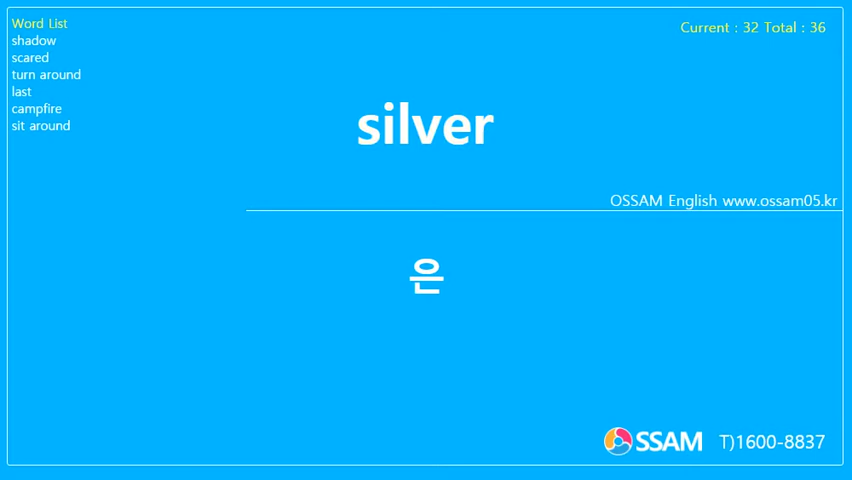 Word List
shadow
scared
turn around
last
campfire
sit around
Current : 32 Total : 36
silver
OSSAM English www.ossam05.kr
은
OSSAM T)1600-8837